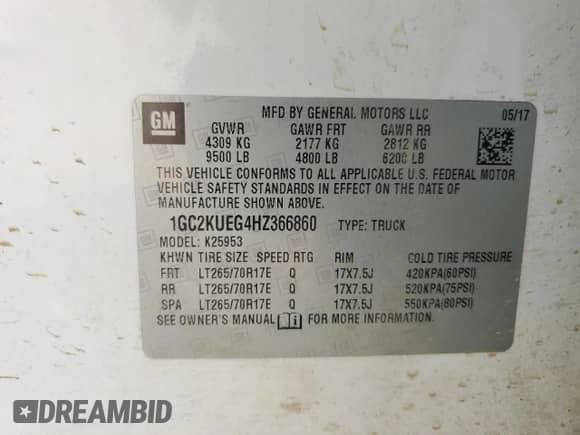 GM
MFD BY GENERAL MOTORS LLC 05/17
GVWR GAWR FRT GAWR RR
4309 KG 2177 KG 2812 KG
9500 LB 4800 LB 6200 LB
THIS VEHICLE CONFORMS TO ALL APPLICABLE U.S. FEDERAL MOTOR
VEHICLE SAFETY STANDARDS IN EFFECT ON THE DATE OF
MANUFACTURE SHOWN ABOVE.
1GC2KUEG4HZ366860 TYPE: TRUCK
MODEL: K25953
KHWN TIRE SIZE SPEED RTG RIM COLD TIRE PRESSURE
FRT LT265/70R17E Q 17X7.5J 420KPA(60PSI)
RR LT265/70R17E Q 17X7.5J 520KPA(75PSI)
SPA LT265/70R17E Q 17X7.5J 550KPA(80PSI)
SEE OWNER'S MANUAL FOR MORE INFORMATION.
DREAMBID